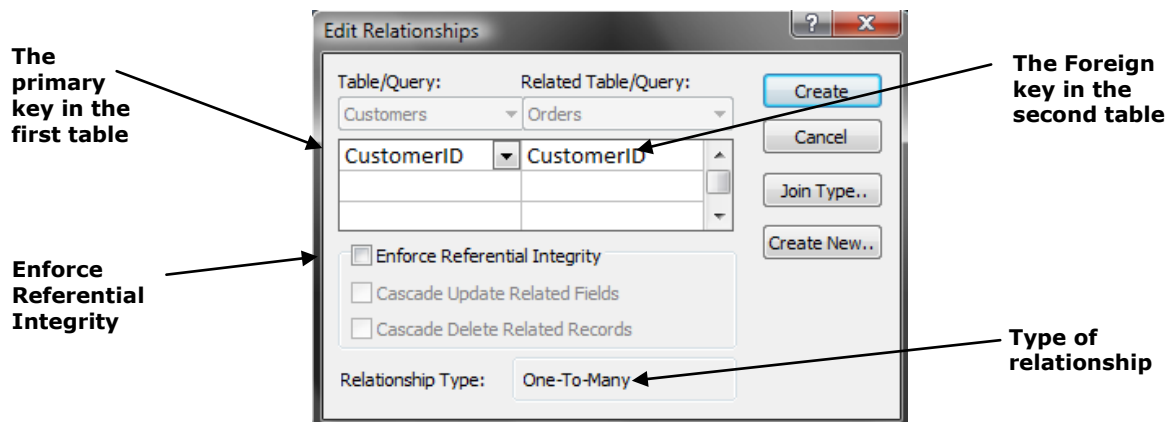 Edit Relationships
?
X
The
primary
key in the
first table
Table/Query:
Related Table/Query:
Customers
Orders
CustomerID
CustomerID
Create
Cancel
Join Type..
Create New..
The Foreign
key in the
second table
Enforce
Referential
Integrity
Enforce Referential Integrity
Cascade Update Related Fields
Cascade Delete Related Records
Relationship Type:
One-To-Many
Type of
relationship